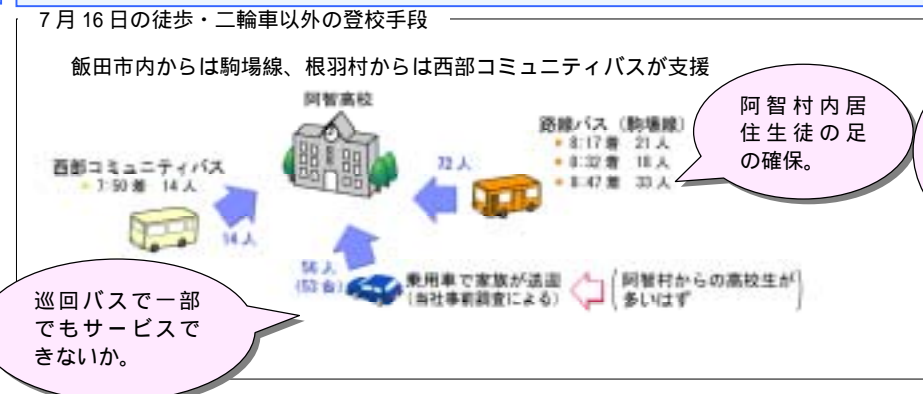 7月16日の徒歩・二輪車以外の登校手段
飯田市内からは駒場線、根羽村からは西部コミュニティバスが支援
阿智高校
西部コミュニティバス
7:50着 14人
14人
72人
路線バス（駒場線）
8:17着 21人
8:32着 18人
8:47着 33人
阿智村内居
住生徒の足
の確保。
56人
(53台)
乗用車で家族が送迎
(当社事前調査による)
阿智村からの高校生が
多いはず
巡回バスで一部
でもサービスで
きないか。